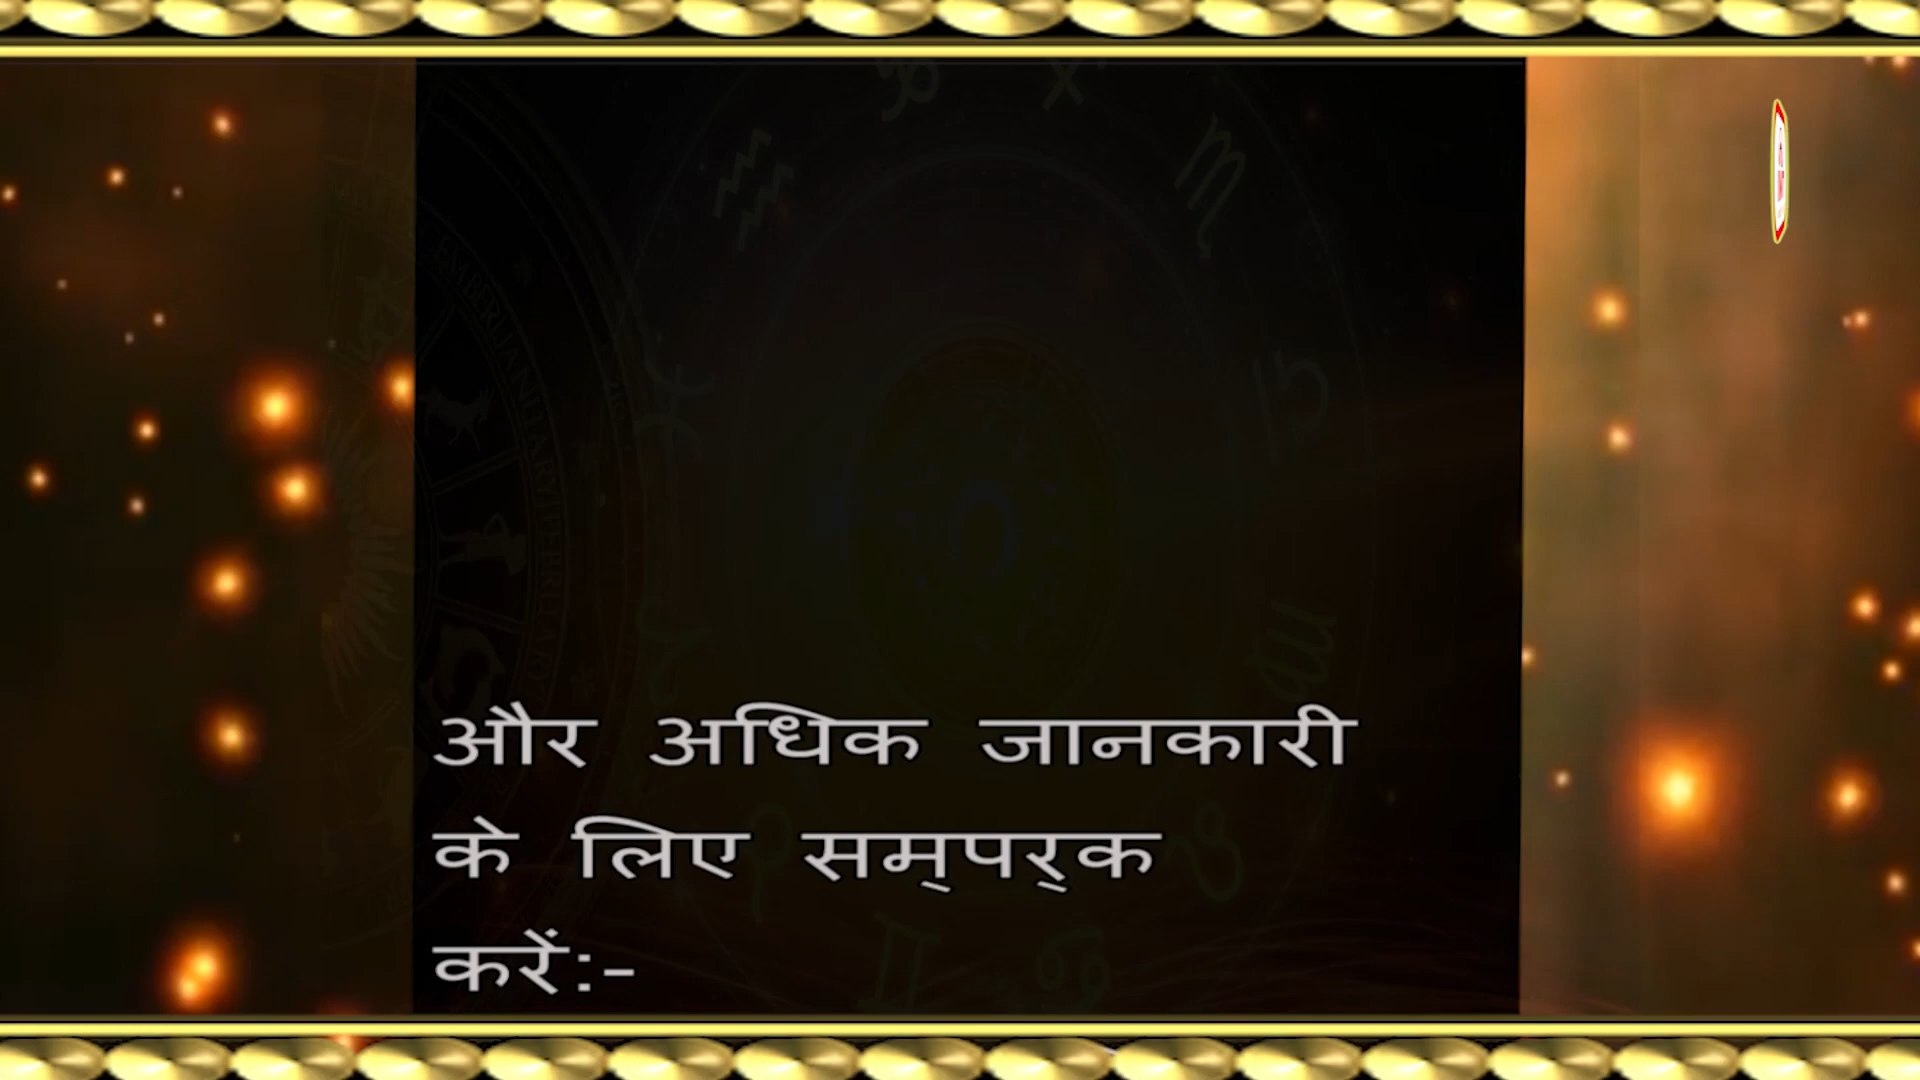 और अधिक जानकारी
के लिए सम्‌पर्‌क
करें:-